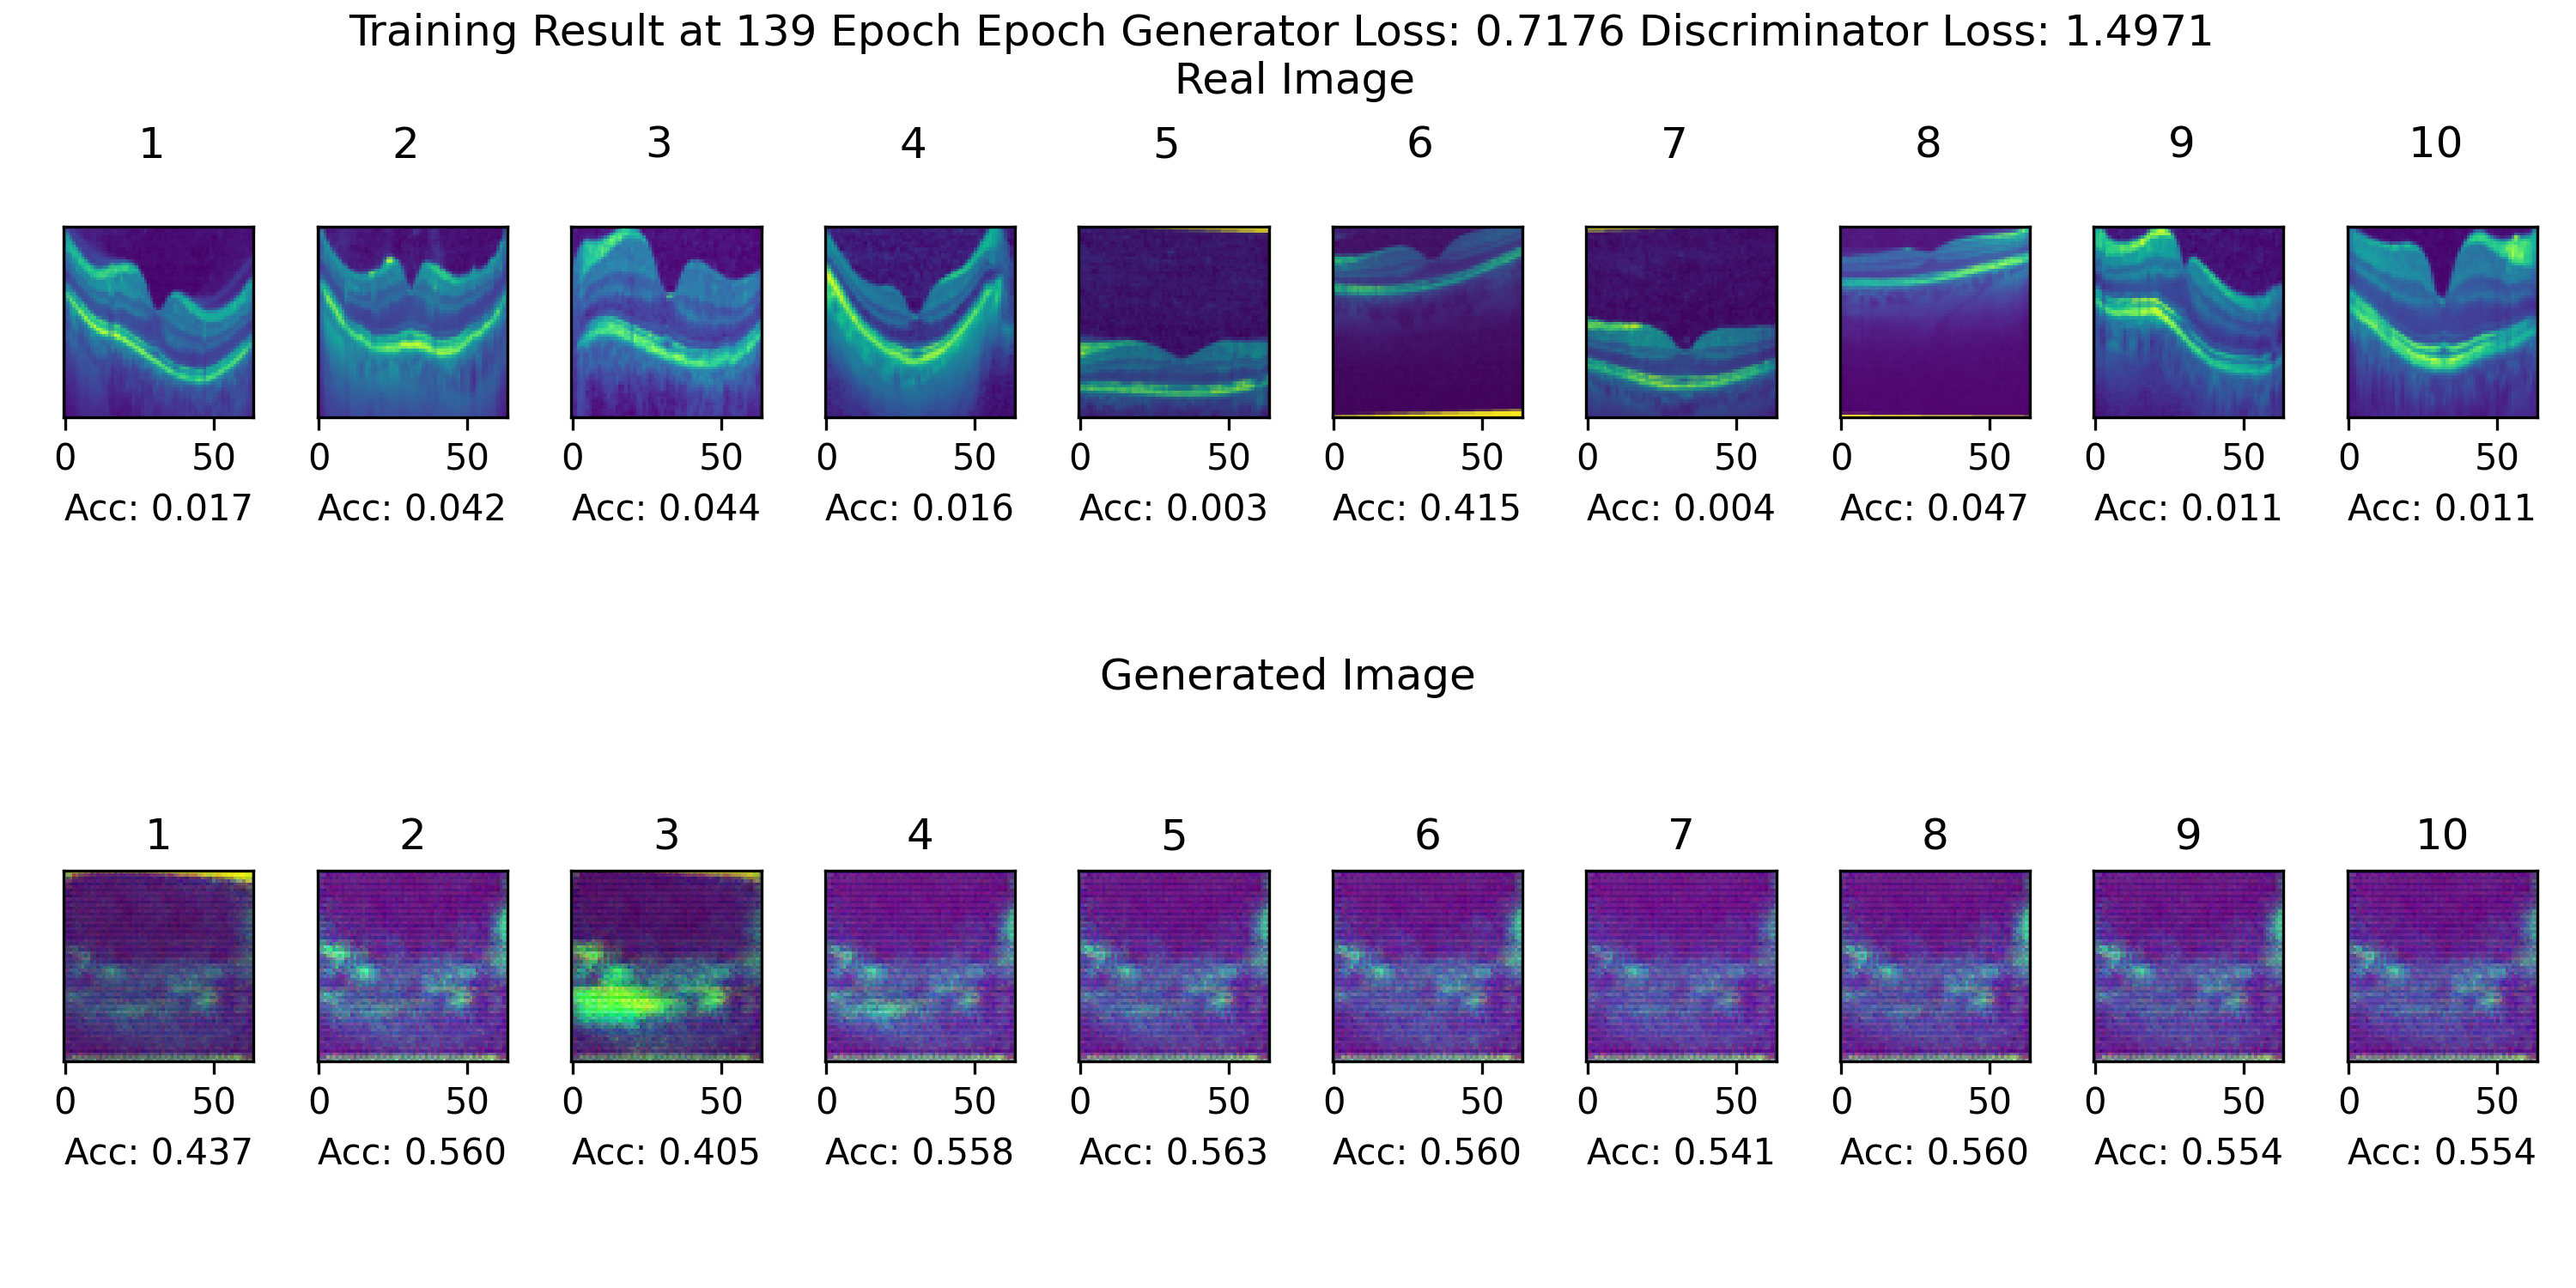 Training Result at 139 Epoch Epoch Generator Loss: 0.7176 Discriminator Loss: 1.4971
Real Image
1 2 3 4 5 6 7 8 9 10
0 50 0 50 0 50 0 50 0 50 0 50 0 50 0 50 0 50 0 50
Acc: 0.017 Acc: 0.042 Acc: 0.044 Acc: 0.016 Acc: 0.003 Acc: 0.415 Acc: 0.004 Acc: 0.047 Acc: 0.011 Acc: 0.011
Generated Image
1 2 3 4 5 6 7 8 9 10
0 50 0 50 0 50 0 50 0 50 0 50 0 50 0 50 0 50 0 50
Acc: 0.437 Acc: 0.560 Acc: 0.405 Acc: 0.558 Acc: 0.563 Acc: 0.560 Acc: 0.541 Acc: 0.560 Acc: 0.554 Acc: 0.554